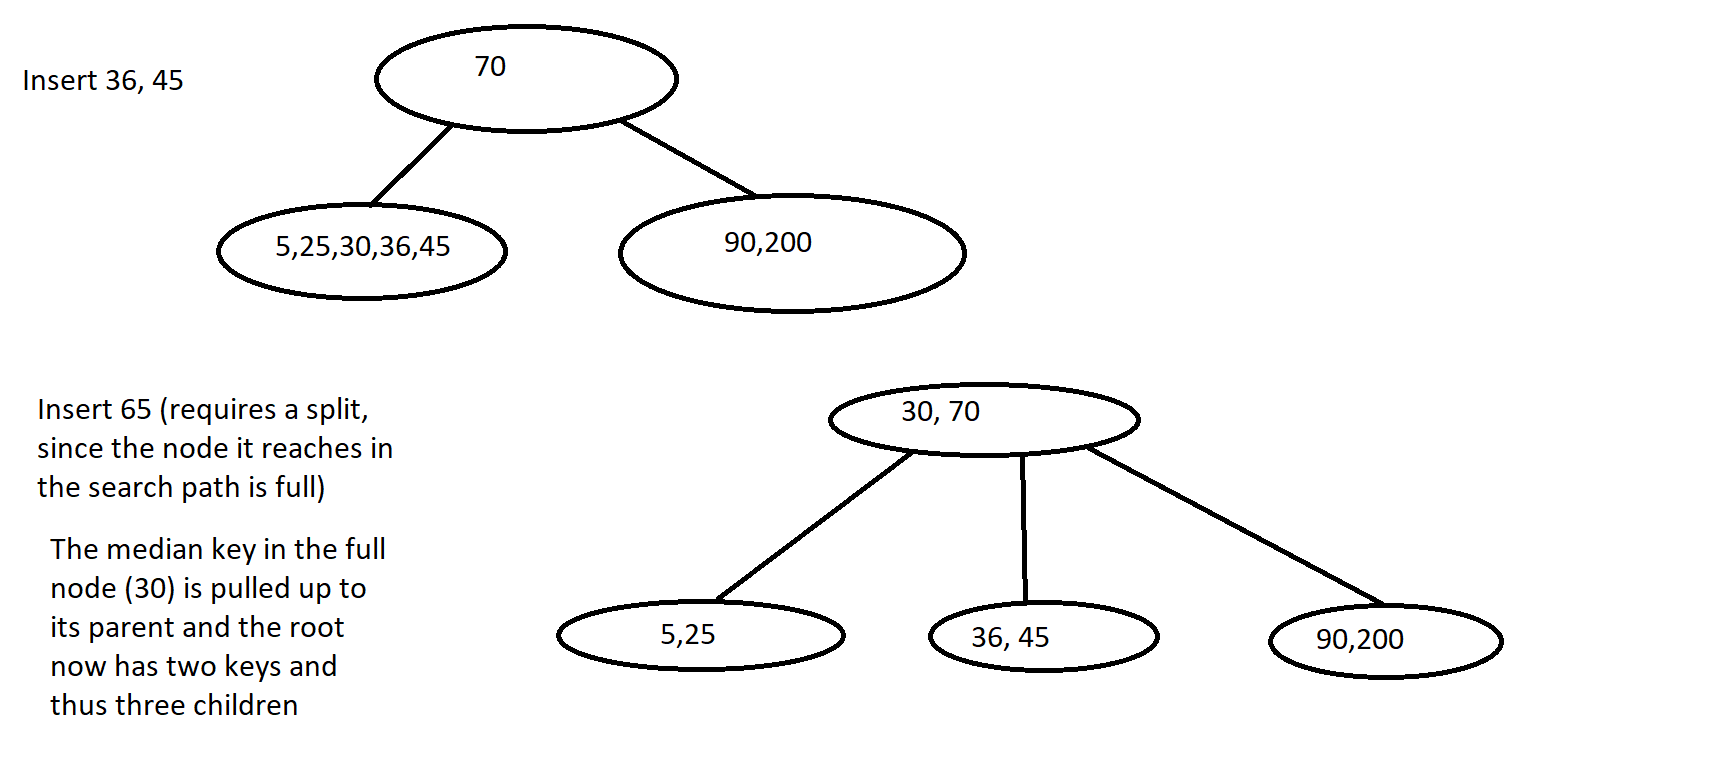 Insert 36, 45
70
5,25,30,36,45
90,200
Insert 65 (requires a split,
since the node it reaches in
the search path is full)
The median key in the full
node (30) is pulled up to
its parent and the root
now has two keys and
thus three children
30, 70
5,25
36, 45
90,200